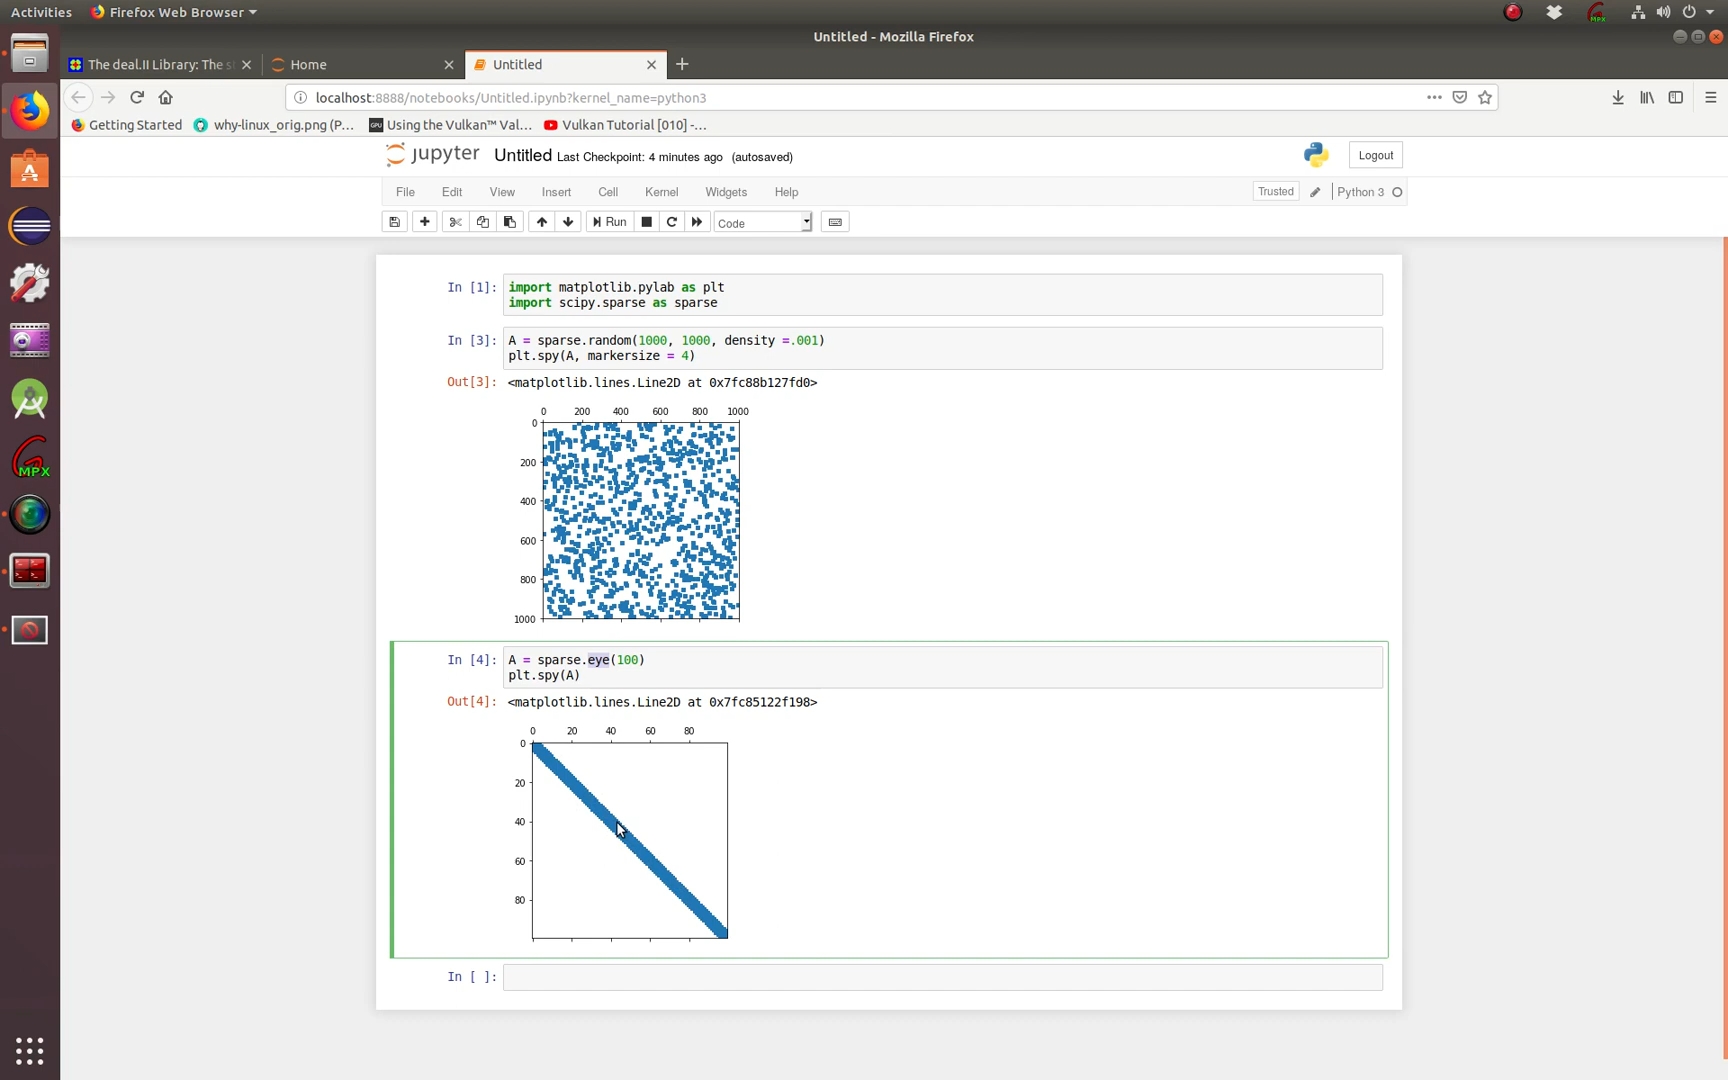 Activities Firefox Web Browser
Untitled - Mozilla Firefox
The deal.II Library: The s
Home
Untitled
localhost:8888/notebooks/Untitled.ipynb?kernel_name=python3
Getting Started why-linux_orig.png (P... Using the Vulkan™ Val... Vulkan Tutorial [010] -...
jupyter Untitled Last Checkpoint: 4 minutes ago (autosaved) Logout
File Edit View Insert Cell Kernel Widgets Help Trusted Python 3
Run Code
In [1]: import matplotlib.pylab as plt
import scipy.sparse as sparse
In [3]: A = sparse.random(1000, 1000, density =.001)
plt.spy(A, markersize = 4)
Out[3]: <matplotlib.lines.Line2D at 0x7fc88b127fd0>
0 200 400 600 800 1000
0
200
400
600
800
1000
In [4]: A = sparse.eye(100)
plt.spy(A)
Out[4]: <matplotlib.lines.Line2D at 0x7fc85122f198>
0 20 40 60 80
0
20
40
60
80
In [ ]:
MPX